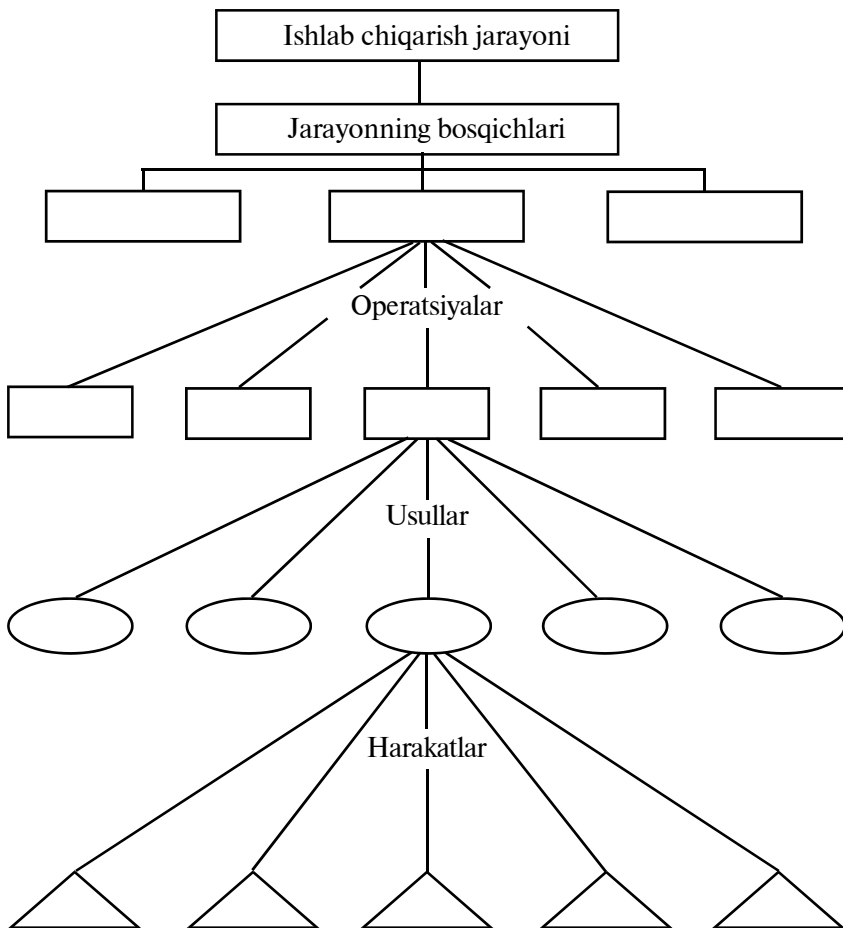 Ishlab chiqarish jarayoni
Jarayonning bosqichlari
Operatsiyalar
Usullar
Harakatlar